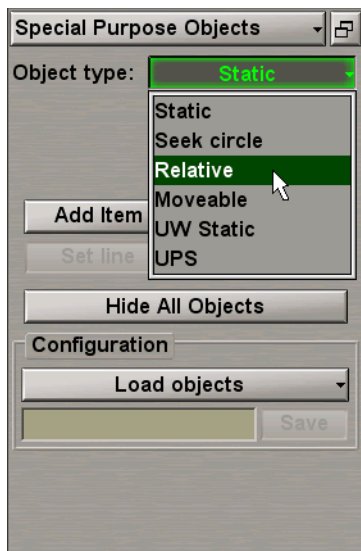 Special Purpose Objects
Object type: Static
Static
Seek circle
Relative
Moveable
UW Static
UPS
Add Item
Set line
Hide All Objects
Configuration
Load objects
Save